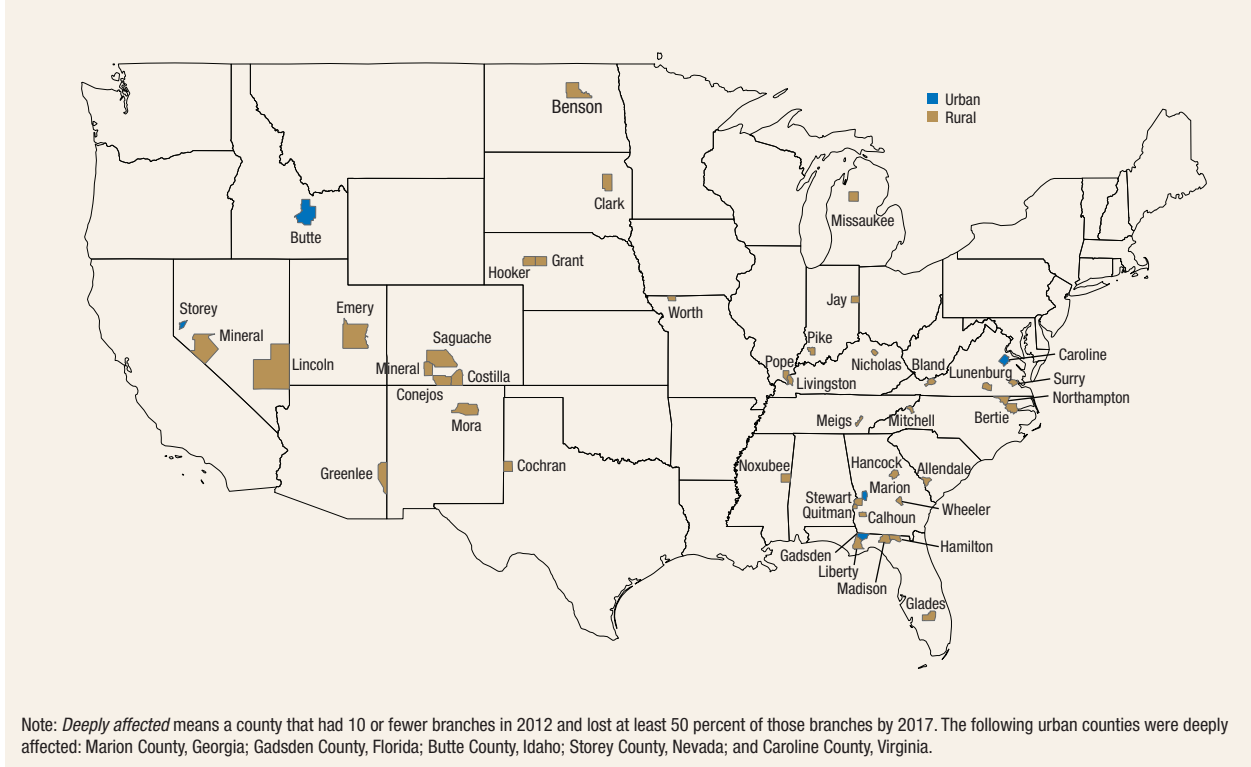 Urban
Rural
Benson
Clark
Missaukee
Butte
Hooker
Grant
Worth
Jay
Storey
Mineral
Lincoln
Emery
Saguache
Mineral
Costilla
Conejos
Mora
Greenlee
Cochran
Pike
Pope
Livingston
Nicholas
Bland
Lunenburg
Caroline
Surry
Northampton
Bertie
Meigs
Mitchell
Noxubee
Hancock
Allendale
Marion
Stewart
Quitman
Calhoun
Wheeler
Gadsden
Hamilton
Liberty
Madison
Glades
Note: Deeply affected means a county that had 10 or fewer branches in 2012 and lost at least 50 percent of those branches by 2017. The following urban counties were deeply
affected: Marion County, Georgia; Gadsden County, Florida; Butte County, Idaho; Storey County, Nevada; and Caroline County, Virginia.